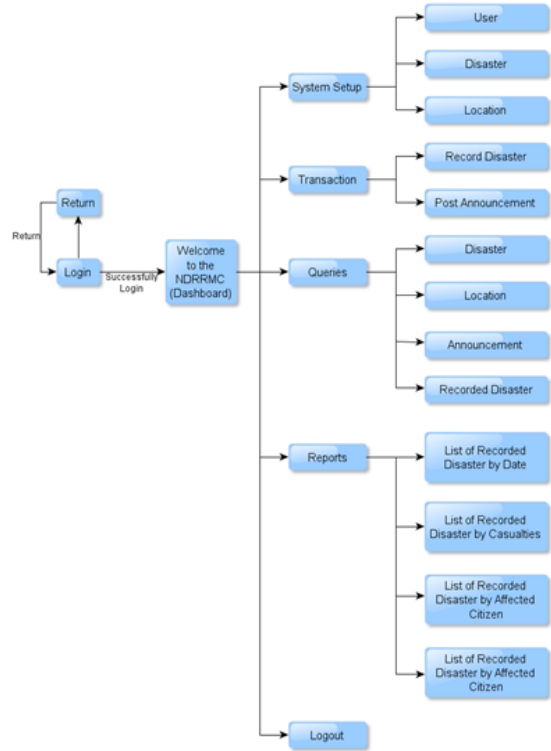 User
System Setup
Disaster
Location
Record Disaster
Transaction
Post Announcement
Return
Return
Login
Successfully
Login
Welcome
to the
NDRRMC
(Dashboard)
Queries
Disaster
Location
Announcement
Recorded Disaster
Reports
List of Recorded
Disaster by Date
List of Recorded
Disaster by Casualties
List of Recorded
Disaster by Affected
Citizen
List of Recorded
Disaster by Affected
Citizen
Logout